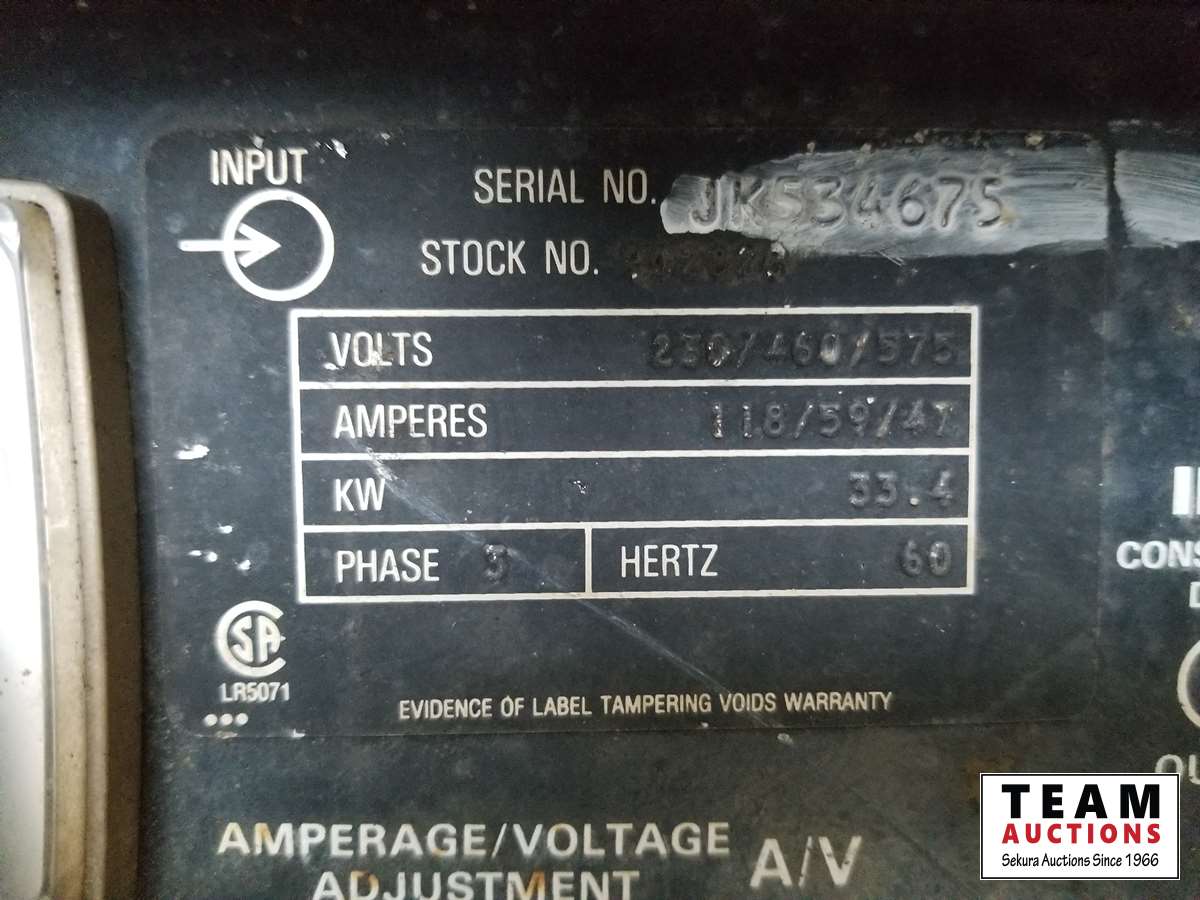 INPUT
SERIAL NO. JK534675
STOCK NO.
VOLTS 230/460/575
AMPERES 118/59/47
KW 33.4
PHASE 3 HERTZ 60
CSA
LR5071
EVIDENCE OF LABEL TAMPERING VOIDS WARRANTY
AMPERAGE/VOLTAGE A/V
ADJUSTMENT
TEAM
AUCTIONS
Sekura Auctions Since 1966